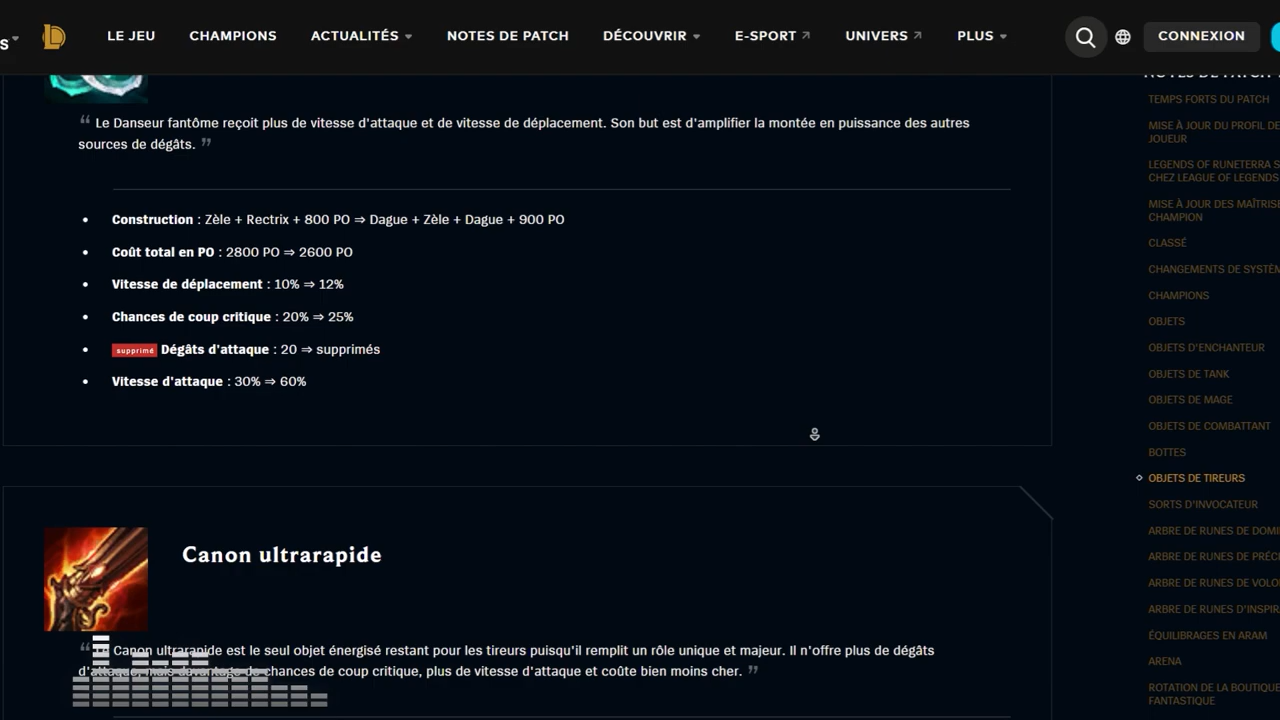 S
LE JEU
CHAMPIONS
ACTUALITÉS
NOTES DE PATCH
DÉCOUVRIR
E-SPORT
UNIVERS
PLUS
CONNEXION
“ Le Danseur fantôme reçoit plus de vitesse d'attaque et de vitesse de déplacement. Son but est d'amplifier la montée en puissance des autres
sources de dégâts. ”
• Construction : Zèle + Rectrix + 800 PO ⇒ Dague + Zèle + Dague + 900 PO
• Coût total en PO : 2800 PO ⇒ 2600 PO
• Vitesse de déplacement : 10% ⇒ 12%
• Chances de coup critique : 20% ⇒ 25%
• supprimé Dégâts d'attaque : 20 ⇒ supprimés
• Vitesse d'attaque : 30% ⇒ 60%
Canon ultrarapide
“ Le Canon ultrarapide est le seul objet énergisé restant pour les tireurs puisqu'il remplit un rôle unique et majeur. Il n'offre plus de dégâts
d'attaque, mais davantage de chances de coup critique, plus de vitesse d'attaque et coûte bien moins cher. ”
NOTES DE PATCH
TEMPS FORTS DU PATCH
MISE À JOUR DU PROFIL DE
JOUEUR
LEGENDS OF RUNETERRA S
CHEZ LEAGUE OF LEGENDS
MISE À JOUR DES MAÎTRISE
CHAMPION
CLASSÉ
CHANGEMENTS DE SYSTÈM
CHAMPIONS
OBJETS
OBJETS D'ENCHANTEUR
OBJETS DE TANK
OBJETS DE MAGE
OBJETS DE COMBATTANT
BOTTES
OBJETS DE TIREURS
SORTS D'INVOCATEUR
ARBRE DE RUNES DE DOMI
ARBRE DE RUNES DE PRÉCI
ARBRE DE RUNES DE VOLO
ARBRE DE RUNES D'INSPIR
ÉQUILIBRAGES EN ARAM
ARENA
ROTATION DE LA BOUTIQUE
FANTASTIQUE